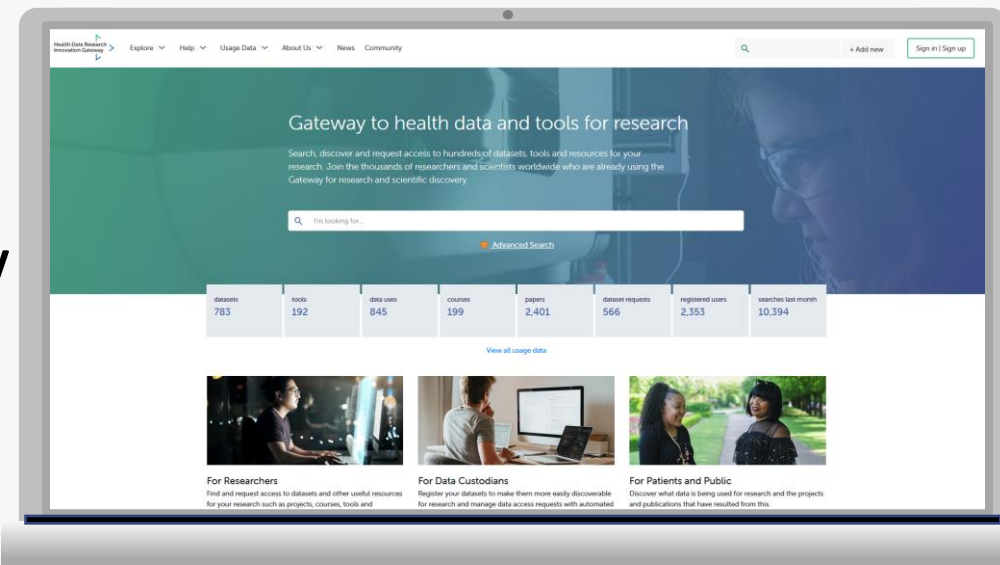 Health Data Research
Innovation Gateway
Explore
Help
Usage Data
About Us
News
Community
+ Add new
Sign in | Sign up
Gateway to health data and tools for research
Search, discover and request access to hundreds of datasets, tools and resources for your
research. Join the thousands of researchers and scientists worldwide who are already using the
Gateway for research and scientific discovery.
I'm looking for...
Advanced Search
datasets
783
tools
192
data uses
845
courses
199
papers
2,401
dataset requests
566
registered users
2,353
searches last month
10,394
View all usage data
For Researchers
Find and request access to datasets and other useful resources
for your research such as projects, courses, tools and
For Data Custodians
Register your datasets to make them more easily discoverable
for research and manage data access requests with automated
For Patients and Public
Discover what data is being used for research and the projects
and publications that have resulted from this.